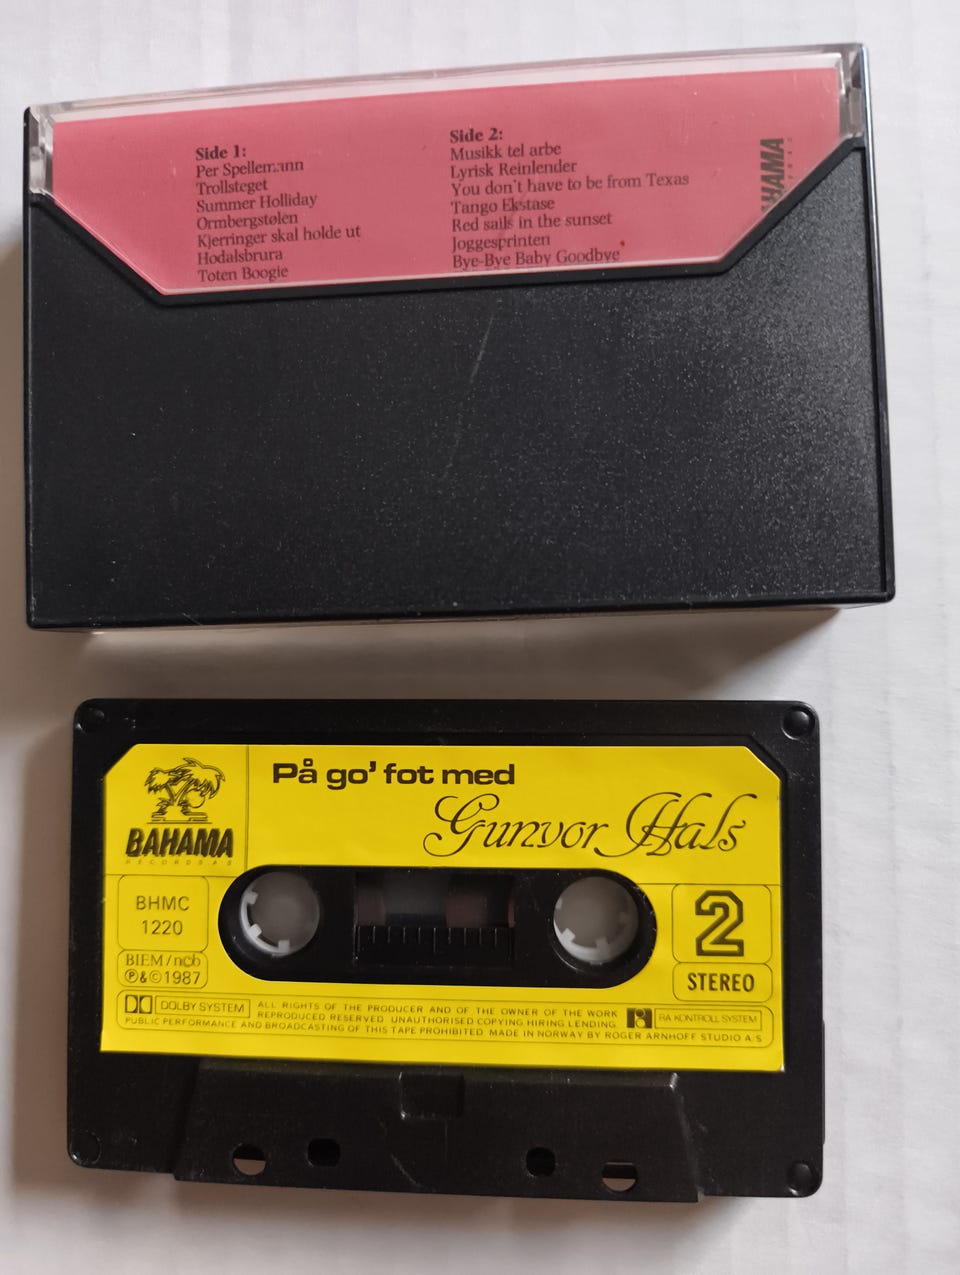 Side 1:
Per Spellemann
Trollsteget
Summer Holliday
Ormbergstølen
Kjerringer skal holde ut
Hodalsbrura
Toten Boogie
Side 2:
Musikk tel arbe
Lyrisk Reinlender
You don't have to be from Texas
Tango Ekstase
Red sails in the sunset
Joggesprinten
Bye-Bye Baby Goodbye
HAMA
På go' fot med
Gunvor Hals
BAHAMA
RECORDS A·S
BHMC
1220
BIEM/ncb
Ⓟ&©1987
2
STEREO
DOLBY SYSTEM
ALL RIGHTS OF THE PRODUCER AND OF THE OWNER OF THE WORK
REPRODUCED RESERVED UNAUTHORISED COPYING HIRING LENDING
PUBLIC PERFORMANCE AND BROADCASTING OF THIS TAPE PROHIBITED MADE IN NORWAY BY ROGER ARNHOFF STUDIO A/S
RA KONTROLL SYSTEM